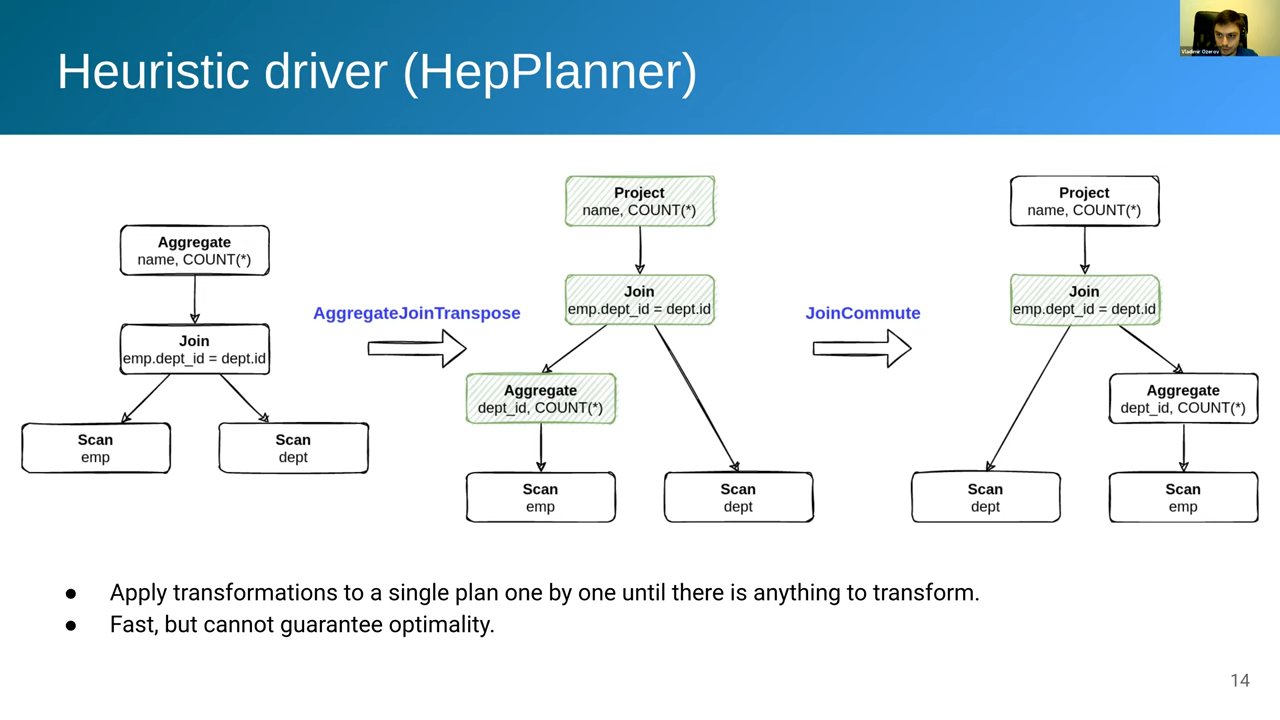 Heuristic driver (HepPlanner)
Vladimir Ozerov
Aggregate
name, COUNT(*)
Join
emp.dept_id = dept.id
Scan
emp
Scan
dept
AggregateJoinTranspose
Project
name, COUNT(*)
Join
emp.dept_id = dept.id
Aggregate
dept_id, COUNT(*)
Scan
emp
Scan
dept
JoinCommute
Project
name, COUNT(*)
Join
emp.dept_id = dept.id
Aggregate
dept_id, COUNT(*)
Scan
dept
Scan
emp
● Apply transformations to a single plan one by one until there is anything to transform.
● Fast, but cannot guarantee optimality.
14